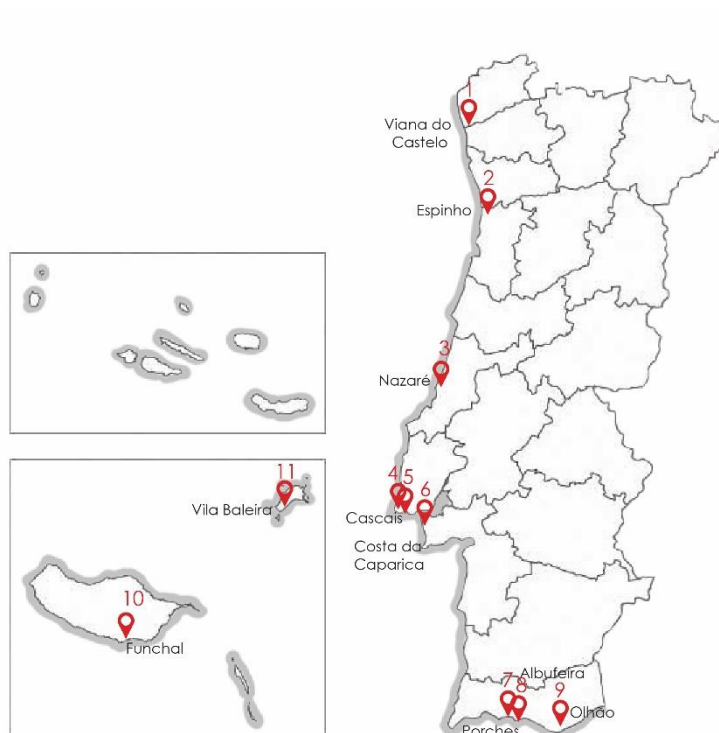 1
Viana do
Castelo
2
Espinho
3
Nazaré
4
5
6
Cascais
Costa da
Caparica
11
Vila Baleira
10
Funchal
Albufeira
7
8
9
Olhão
Porches